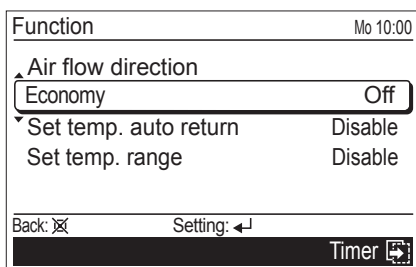 Function Mo 10:00
Air flow direction
Economy Off
Set temp. auto return Disable
Set temp. range Disable
Back: Setting:
Timer